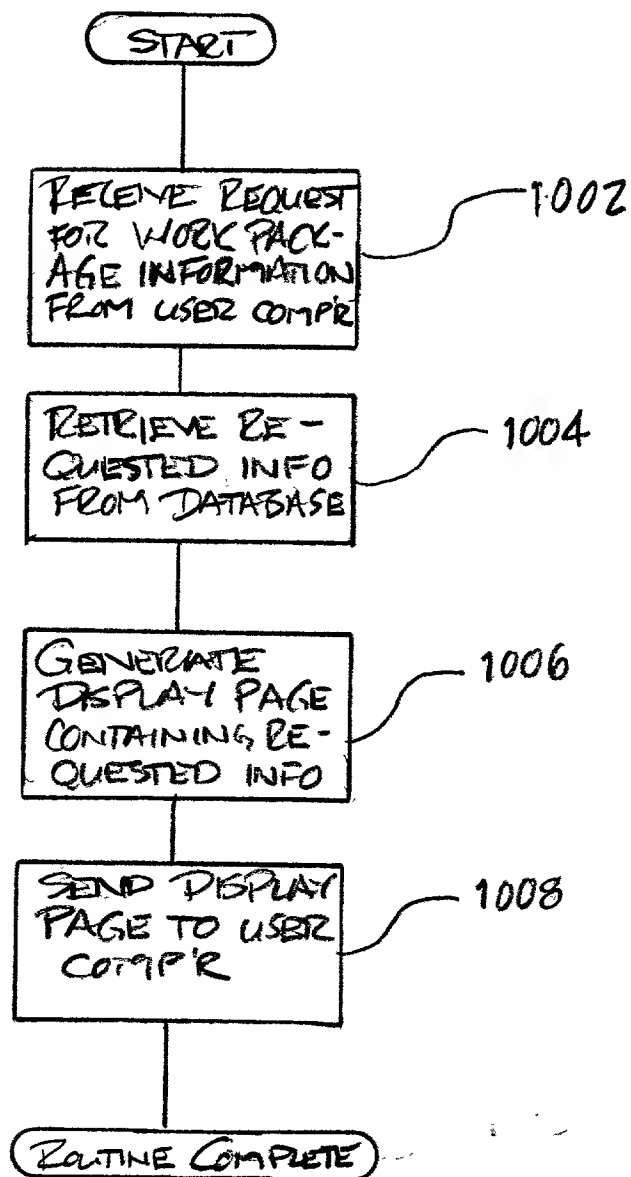 START
RECEIVE REQUEST
FOR WORK PACK-
AGE INFORMATION
FROM USER COMP'R
1002
RETRIEVE RE-
QUESTED INFO
FROM DATABASE
1004
GENERATE
DISPLAY PAGE
CONTAINING RE-
QUESTED INFO
1006
SEND DISPLAY
PAGE TO USER
COMP'R
1008
ROUTINE COMPLETE